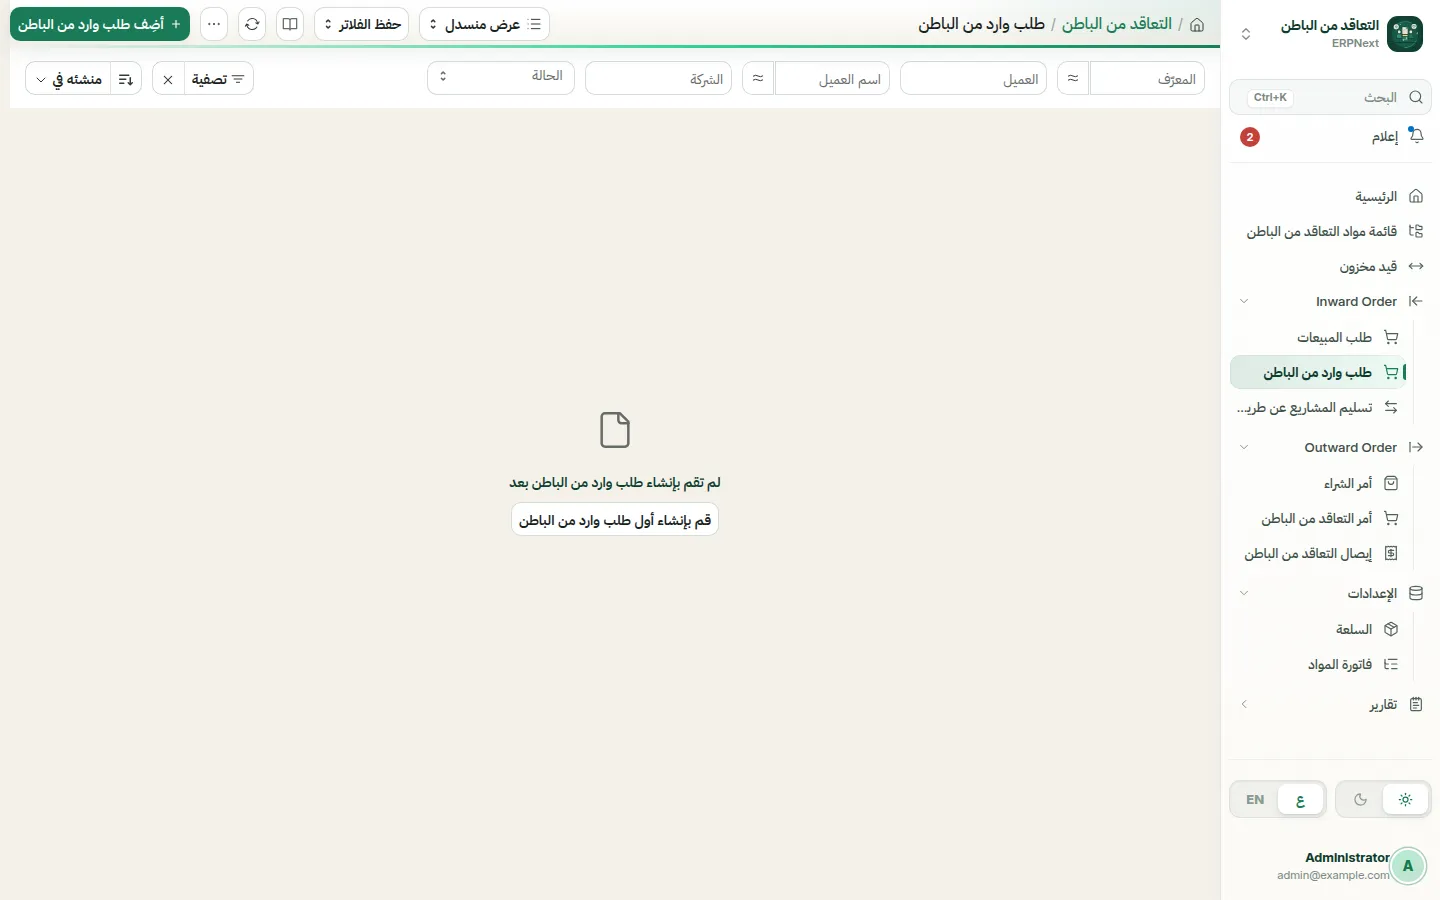 التعاقد من الباطن
ERPNext
البحث
Ctrl+K
إعلام
2
الرئيسية
قائمة مواد التعاقد من الباطن
قيد مخزون
Inward Order
طلب المبيعات
طلب وارد من الباطن
تسليم المشاريع عن طريـ...
Outward Order
أمر الشراء
أمر التعاقد من الباطن
إيصال التعاقد من الباطن
الإعدادات
السلعة
فاتورة المواد
تقارير
ع
EN
Administrator
admin@example.com
A
التعاقد من الباطن / طلب وارد من الباطن
عرض منسدل
حفظ الفلاتر
أضِف طلب وارد من الباطن
المعرّف
العميل
اسم العميل
الشركة
الحالة
تصفية
منشئه في
لم تقم بإنشاء طلب وارد من الباطن بعد
قم بإنشاء أول طلب وارد من الباطن